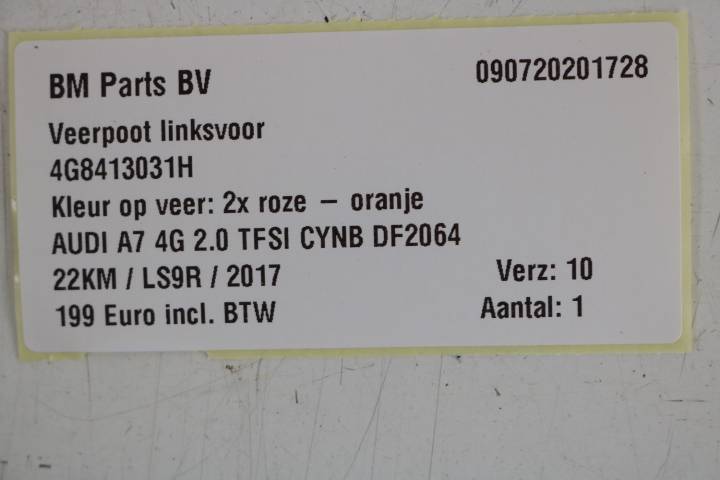 BM Parts BV 090720201728
Veerpoot linksvoor
4G8413031H
Kleur op veer: 2x roze – oranje
AUDI A7 4G 2.0 TFSI CYNB DF2064
22KM / LS9R / 2017 Verz: 10
199 Euro incl. BTW Aantal: 1